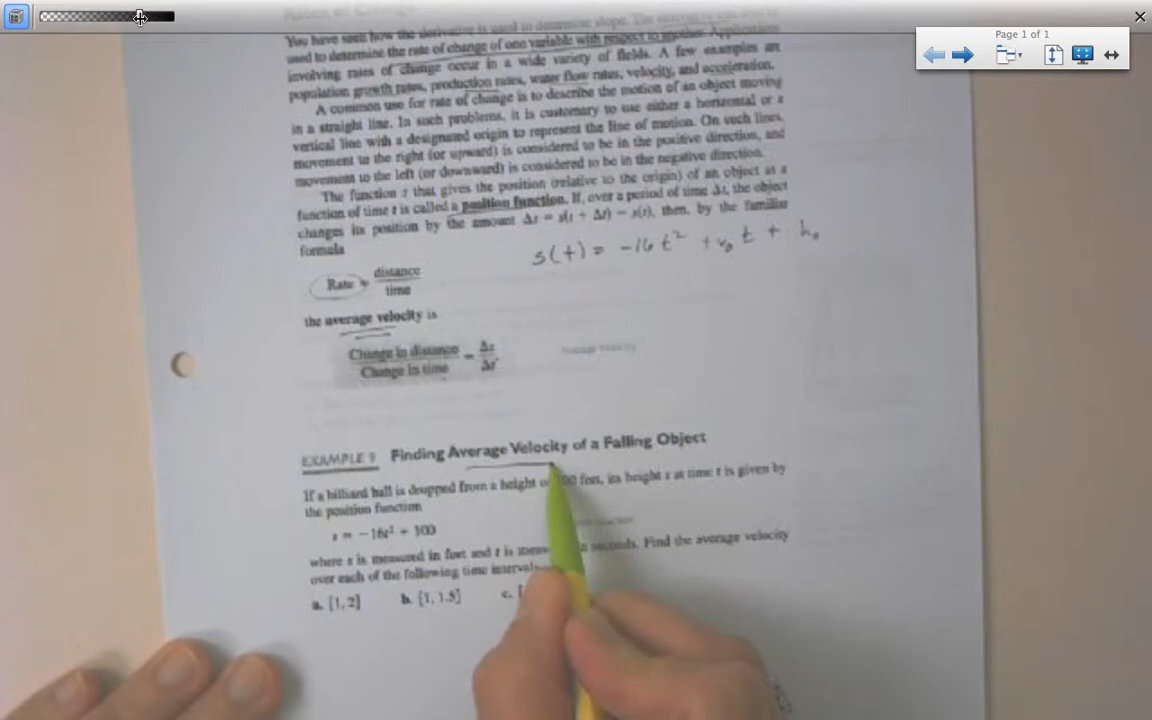 Page 1 of 1
Rates of Change
You have seen how the derivative is used to determine slope. The derivative can also be
used to determine the rate of change of one variable with respect to another. Applications
involving rates of change occur in a wide variety of fields. A few examples are
population growth rates, production rates, water flow rates, velocity, and acceleration.
A common use for rate of change is to describe the motion of an object moving
in a straight line. In such problems, it is customary to use either a horizontal or a
vertical line with a designated origin to represent the line of motion. On such lines,
movement to the right (or upward) is considered to be in the positive direction, and
movement to the left (or downward) is considered to be in the negative direction.
The function s that gives the position (relative to the origin) of an object as a
function of time t is called a position function. If, over a period of time Δt, the object
changes its position by the amount Δs = s(t + Δt) − s(t), then, by the familiar
formula
s(t) = -16t² + v₀t + h₀
Rate = distance
time
the average velocity is
Change in distance = Δs
Change in time Δt
Average velocity
EXAMPLE 9 Finding Average Velocity of a Falling Object
If a billiard ball is dropped from a height of 100 feet, its height s at time t is given by
the position function
s = −16t² + 100
where s is measured in feet and t is in seconds. Find the average velocity
over each of the following time intervals
a. [1, 2] b. [1, 1.5] c. [